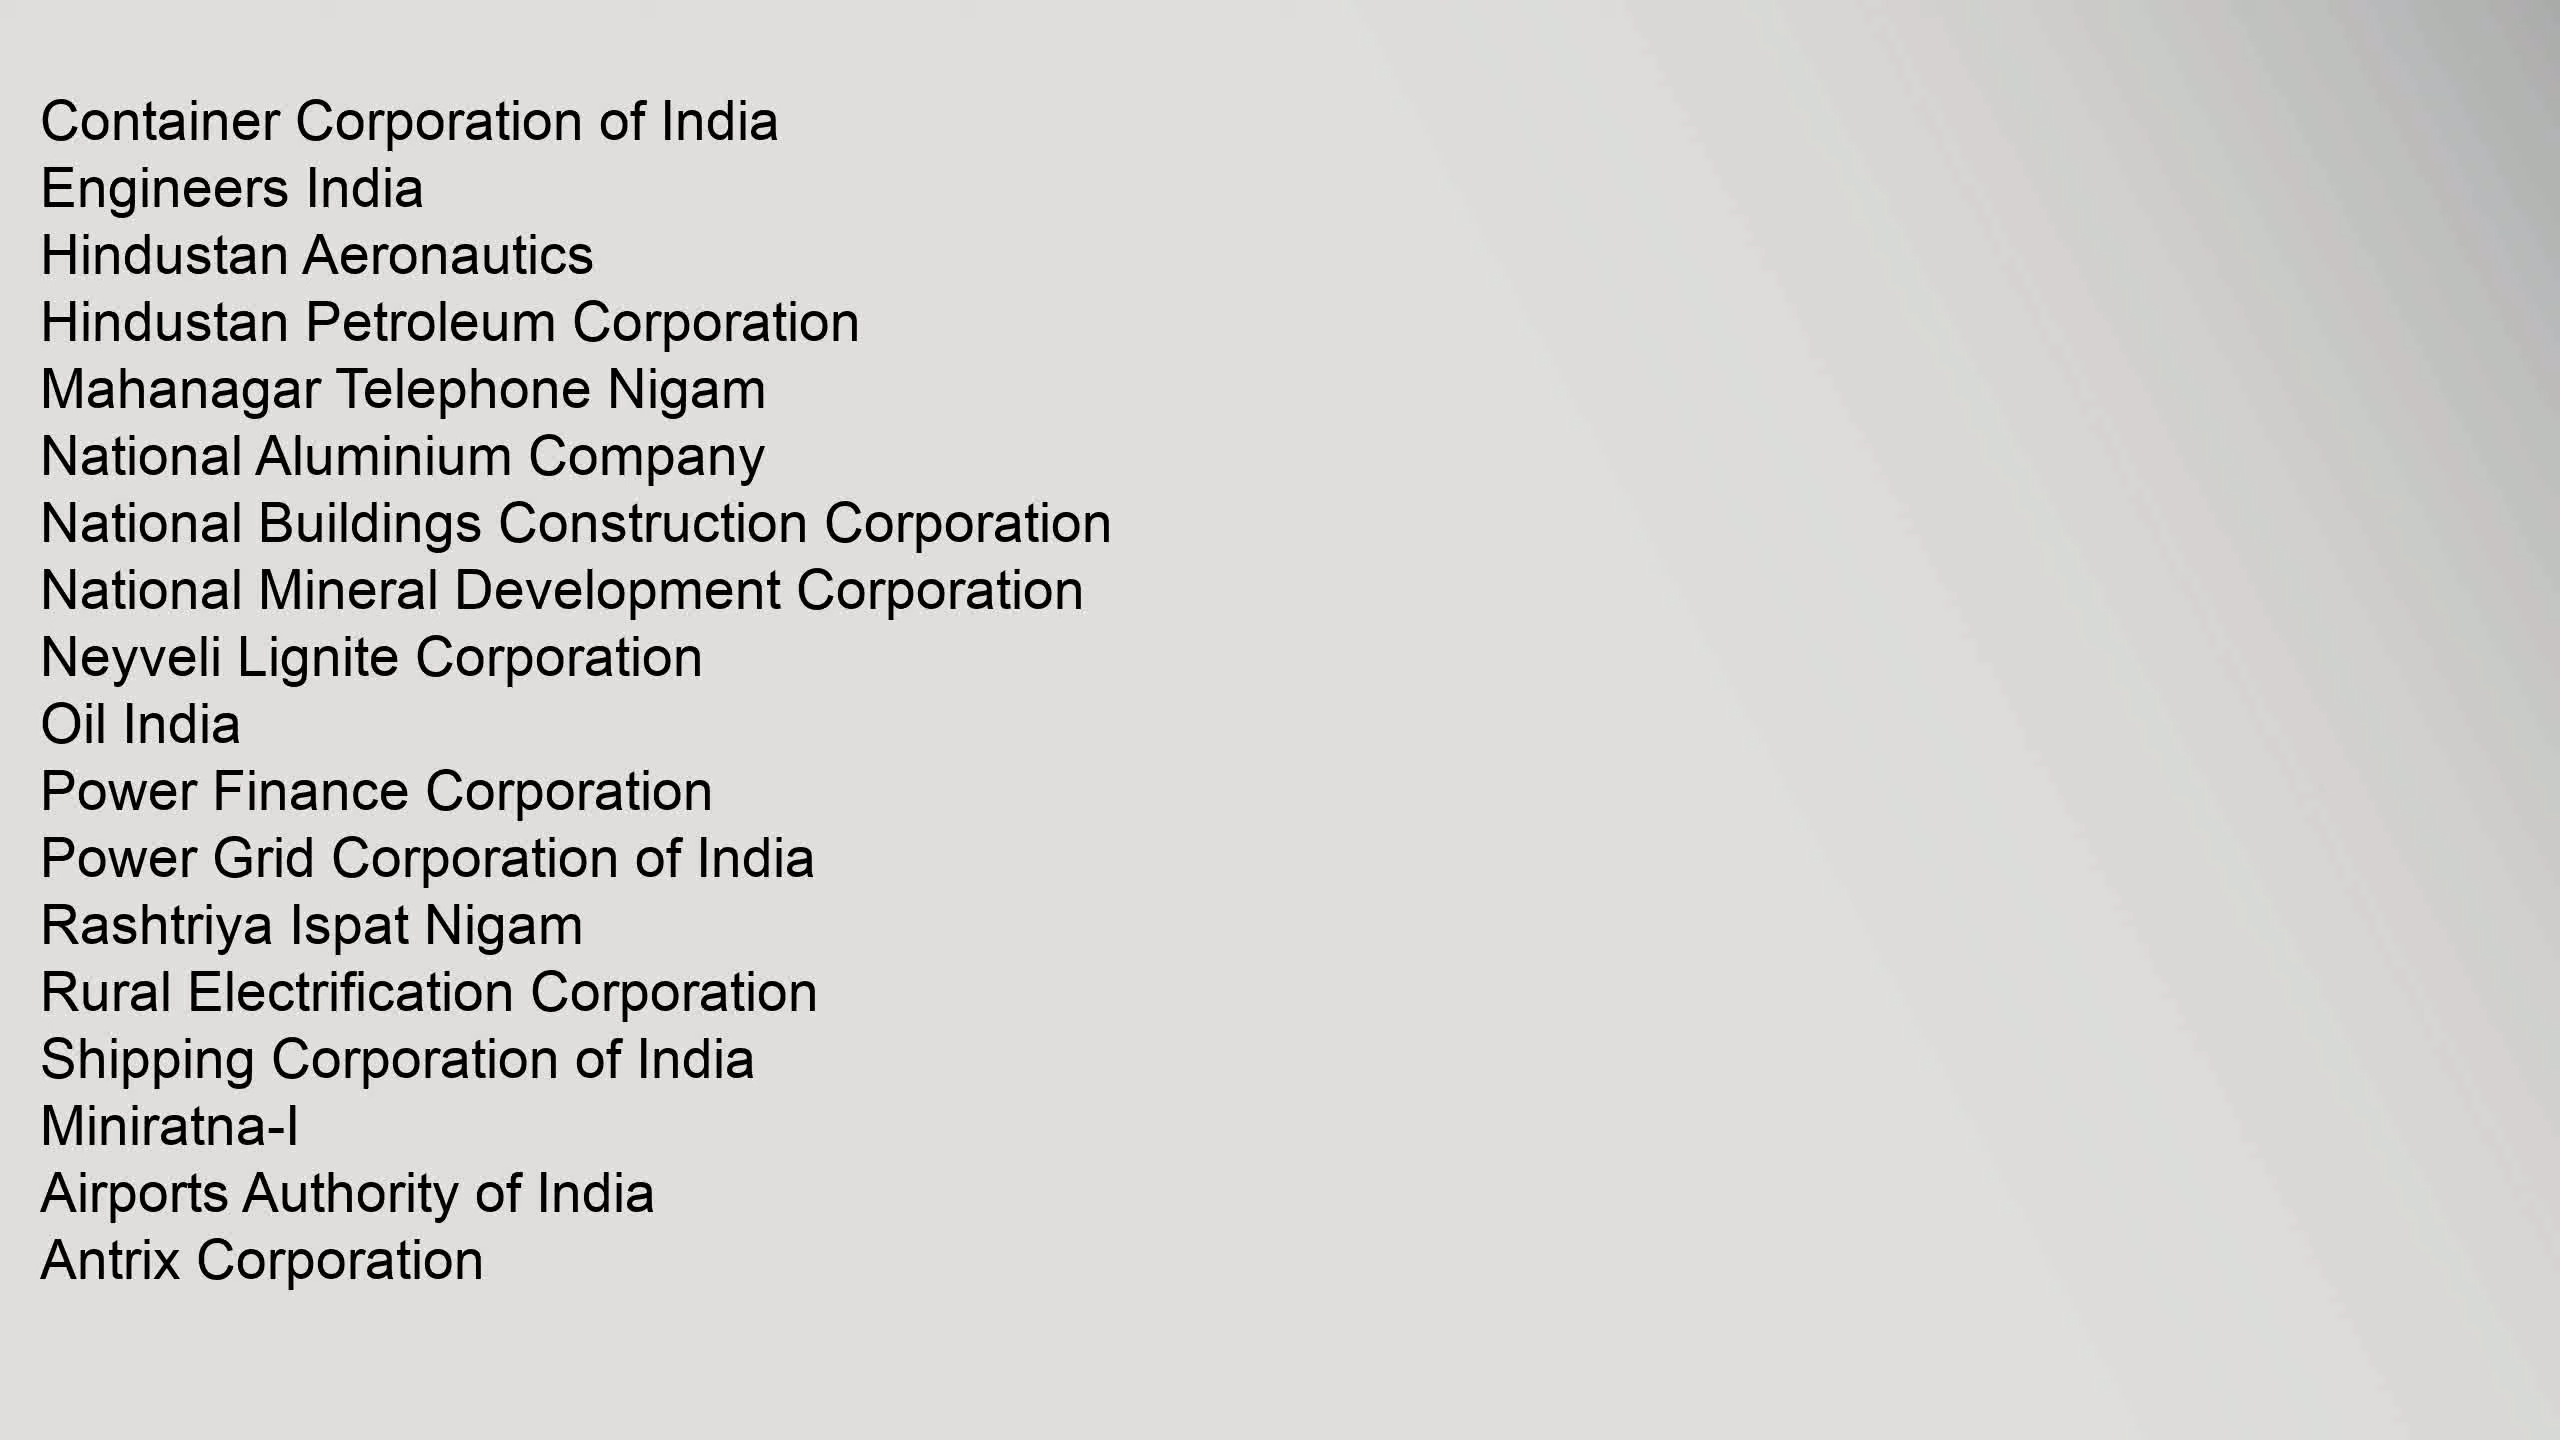 Container Corporation of India
Engineers India
Hindustan Aeronautics
Hindustan Petroleum Corporation
Mahanagar Telephone Nigam
National Aluminium Company
National Buildings Construction Corporation
National Mineral Development Corporation
Neyveli Lignite Corporation
Oil India
Power Finance Corporation
Power Grid Corporation of India
Rashtriya Ispat Nigam
Rural Electrification Corporation
Shipping Corporation of India
Miniratna-I
Airports Authority of India
Antrix Corporation